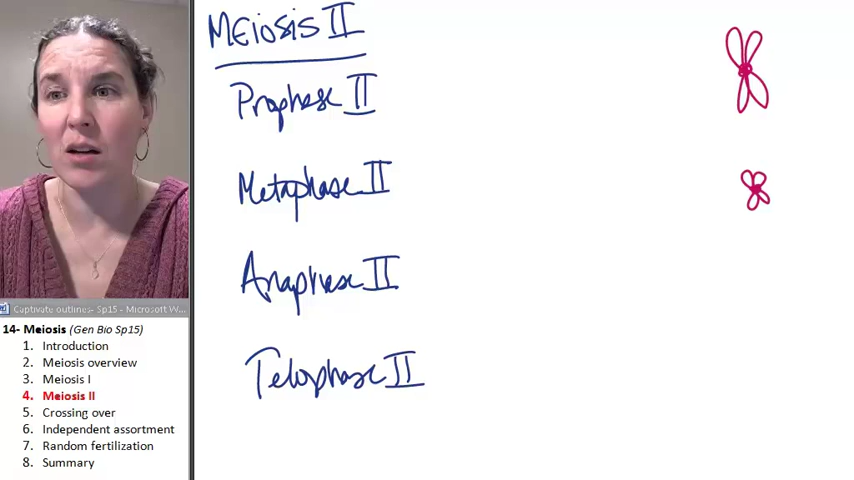 MEIOSIS II
Prophase II
Metaphase II
Anaphase II
Telophase II
Captivate outlines- Sp15 - Microsoft W...
14- Meiosis (Gen Bio Sp15)
1. Introduction
2. Meiosis overview
3. Meiosis I
4. Meiosis II
5. Crossing over
6. Independent assortment
7. Random fertilization
8. Summary